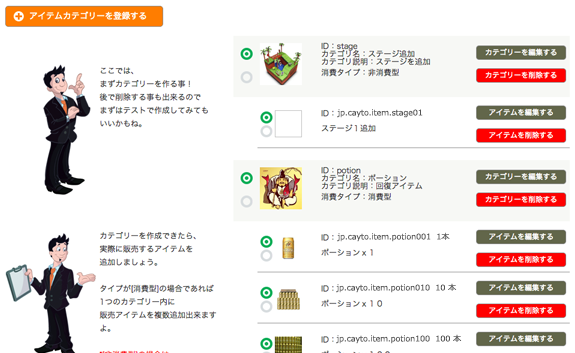 アイテムカテゴリーを登録する
ここでは、
まずカテゴリーを作る事！
後で削除する事も出来るので
まずはテストで作成してみても
いいかもね。
ID：stage
カテゴリ名：ステージ追加
カテゴリ説明：ステージを追加
消費タイプ：非消費型
カテゴリーを編集する
カテゴリーを削除する
ID：jp.cayto.item.stage01
ステージ１追加
アイテムを編集する
アイテムを削除する
ID：potion
カテゴリ名：ポーション
カテゴリ説明：回復アイテム
消費タイプ：消費型
カテゴリーを編集する
カテゴリーを削除する
カテゴリーを作成できたら、
実際に販売するアイテムを
追加しましょう。
タイプが[消費型]の場合であれば
1つのカテゴリー内に
販売アイテムを複数追加出来ます
よ。
ID：jp.cayto.item.potion001 1本
ポーションｘ１
アイテムを編集する
アイテムを削除する
ID：jp.cayto.item.potion010 10 本
ポーションｘ１０
アイテムを編集する
アイテムを削除する
ID：jp.cayto.item.potion100 100 本
アイテムを編集する